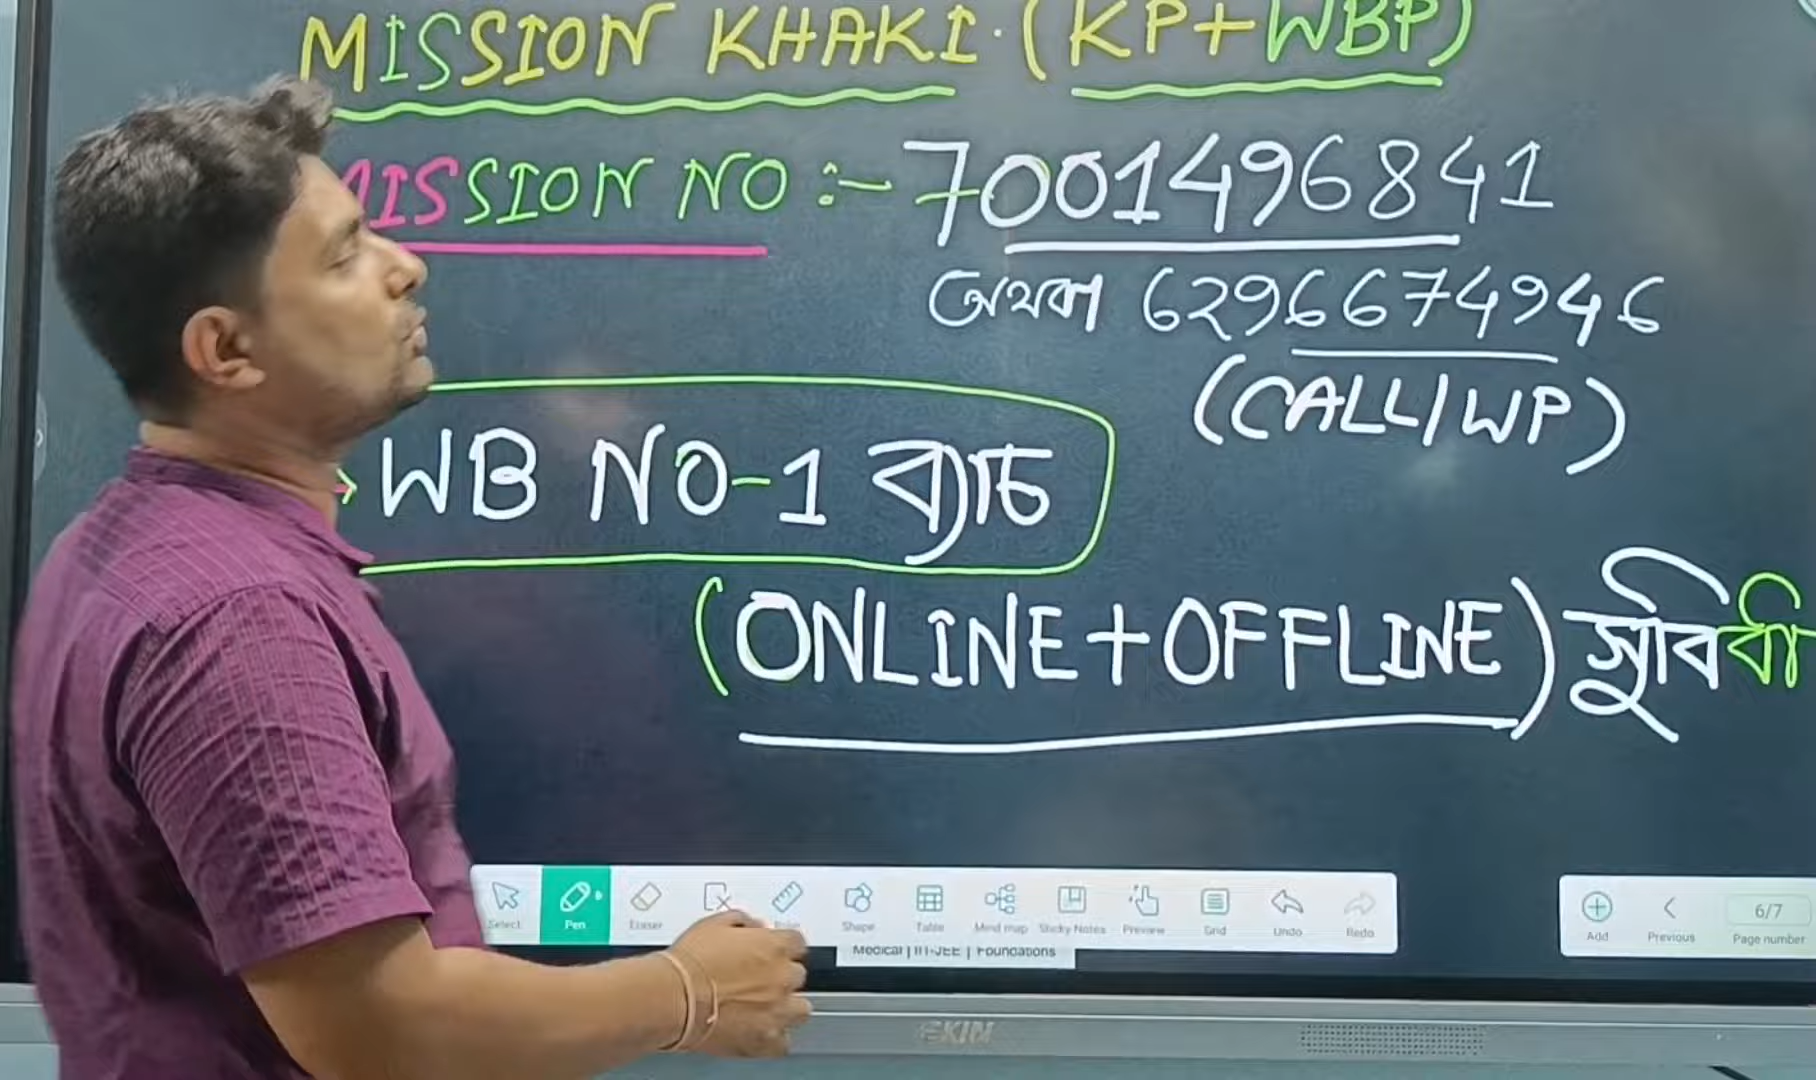 MISSION KHAKI. (KP+WBP)
MISSION NO :- 7001496841
অথবা 6296674946
(CALL/WP)
WB NO-1 ব্যাচ
(ONLINE+OFFLINE) সুবিধা
Select Pen Eraser Ruler Shape Table Mind map Sticky Notes Preview Grid Undo Redo
Add Previous 6/7 Page number
Medical | IIT-JEE | Foundations